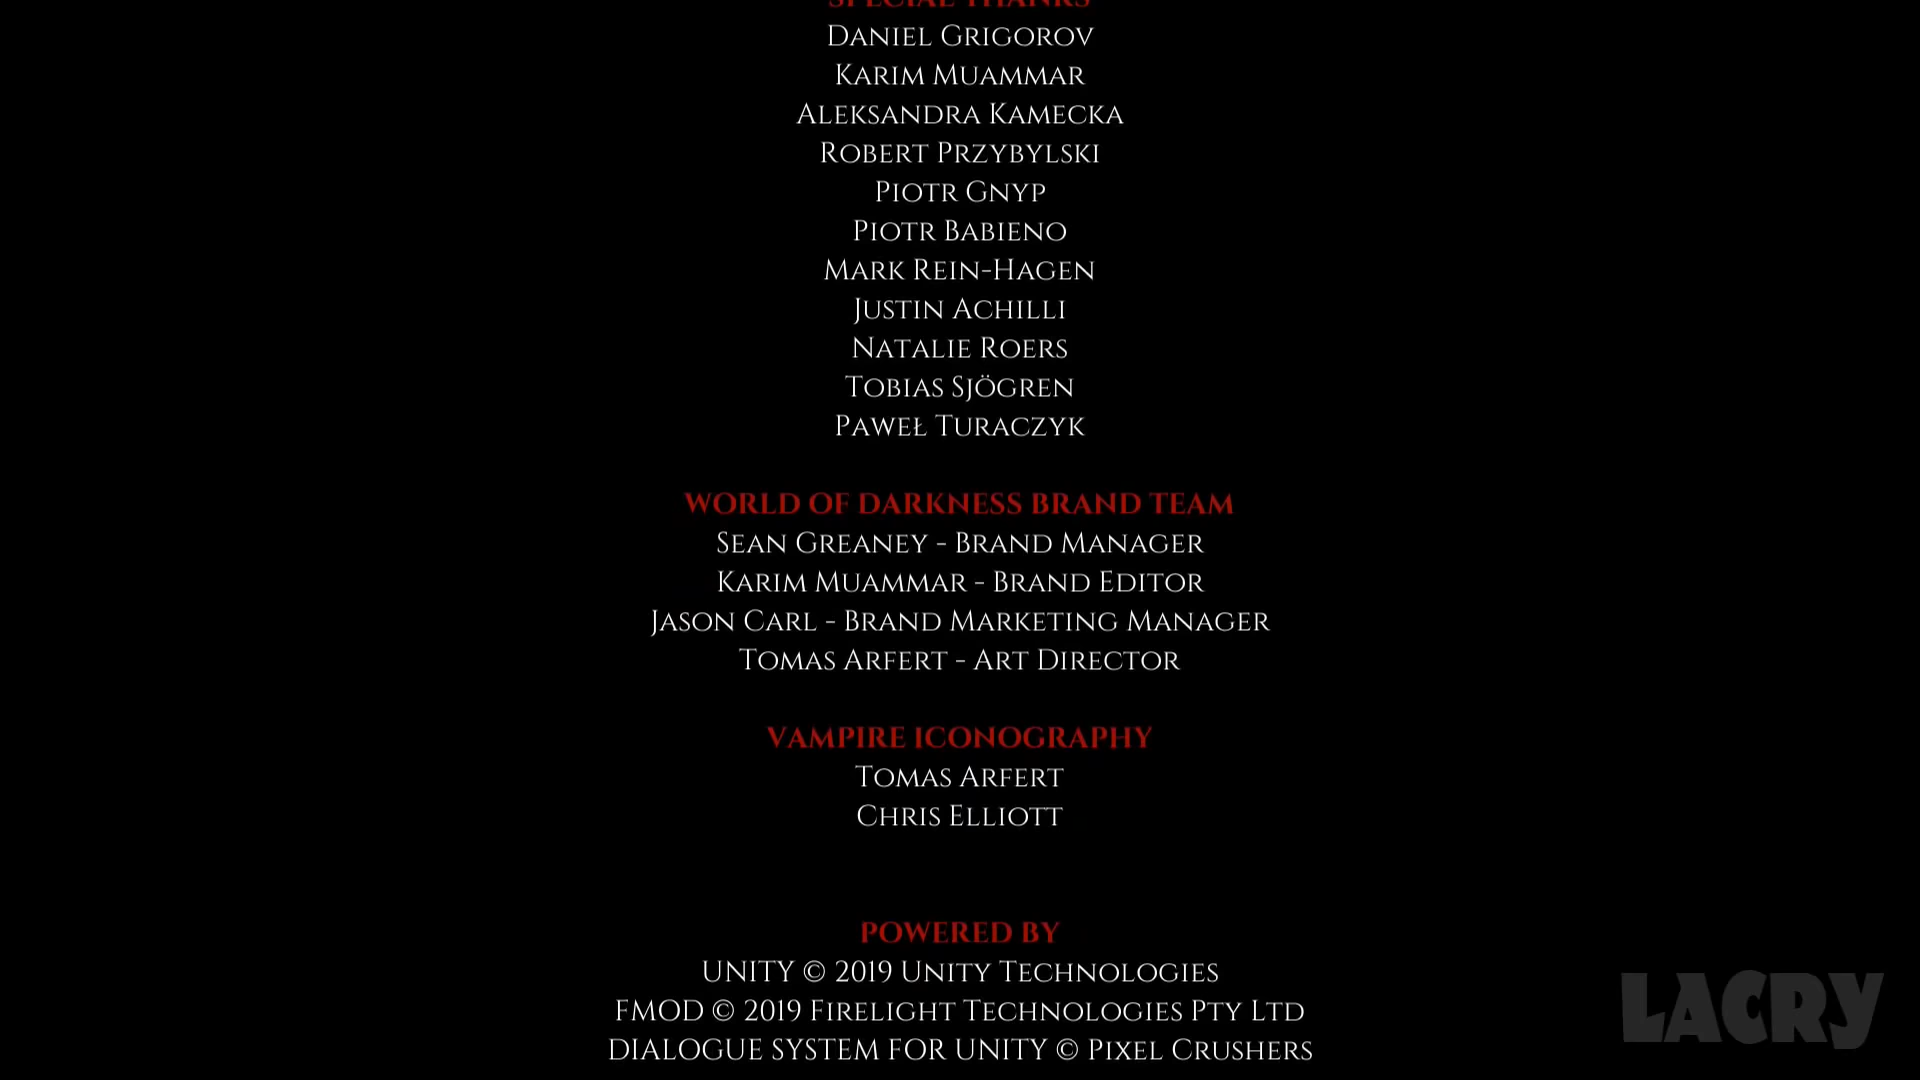 SPECIAL THANKS
DANIEL GRIGOROV
KARIM MUAMMAR
ALEKSANDRA KAMECKA
ROBERT PRZYBYLSKI
PIOTR GNYP
PIOTR BABIENO
MARK REIN-HAGEN
JUSTIN ACHILLI
NATALIE ROERS
TOBIAS SJÖGREN
PAWEŁ TURACZYK
WORLD OF DARKNESS BRAND TEAM
SEAN GREANEY - BRAND MANAGER
KARIM MUAMMAR - BRAND EDITOR
JASON CARL - BRAND MARKETING MANAGER
TOMAS ARFERT - ART DIRECTOR
VAMPIRE ICONOGRAPHY
TOMAS ARFERT
CHRIS ELLIOTT
POWERED BY
UNITY © 2019 UNITY TECHNOLOGIES
FMOD © 2019 FIRELIGHT TECHNOLOGIES PTY LTD
DIALOGUE SYSTEM FOR UNITY © PIXEL CRUSHERS
LACRY